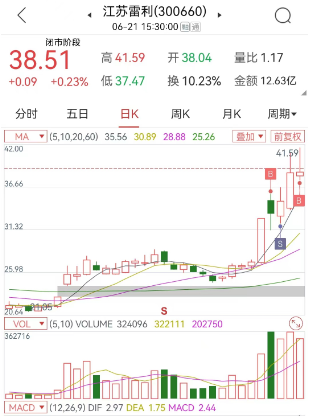 江苏雷利(300660)
06-21 15:30:00 融 通
闭市阶段
38.51
+0.09 +0.23%
高 41.59 开 38.04 量比 1.17
低 37.47 换 10.23% 金额 12.63亿
分时 五日 日K 周K 月K 周期
MA (5,10,20,60) 35.56 30.89 28.88 25.26 叠加 前复权
42.00
41.59
36.66
B
B
31.32
S
25.98
20.64
S
VOL (5,10) VOLUME 324096 322111 202750
362716
MACD (12,26,9) DIF 2.97 DEA 1.75 MACD 2.44